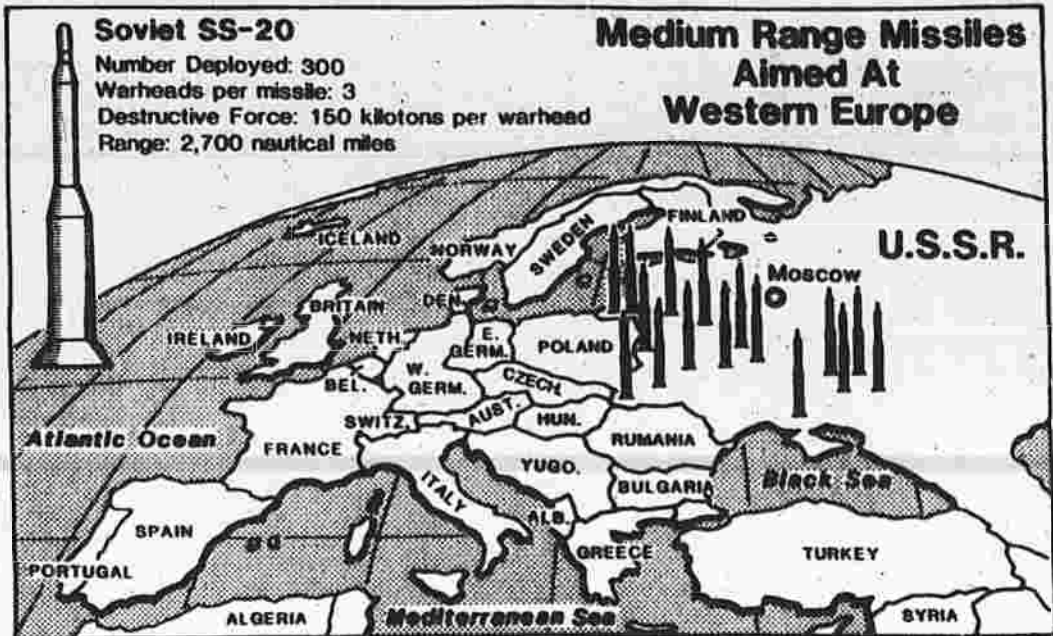 Soviet SS-20
Number Deployed: 300
Warheads per missile: 3
Destructive Force: 150 kilotons per warhead
Range: 2,700 nautical miles
Medium Range Missiles
Aimed At
Western Europe
ICELAND
NORWAY
SWEDEN
FINLAND
U.S.S.R.
Moscow
DEN.
BRITAIN
IRELAND
NETH.
E.
GERM.
POLAND
BEL.
W.
GERM.
CZECH.
SWITZ.
AUST.
HUN.
RUMANIA
Atlantic Ocean
FRANCE
YUGO.
ITALY
BULGARIA
Black Sea
ALB.
SPAIN
GREECE
TURKEY
PORTUGAL
ALGERIA
Mediterranean Sea
SYRIA